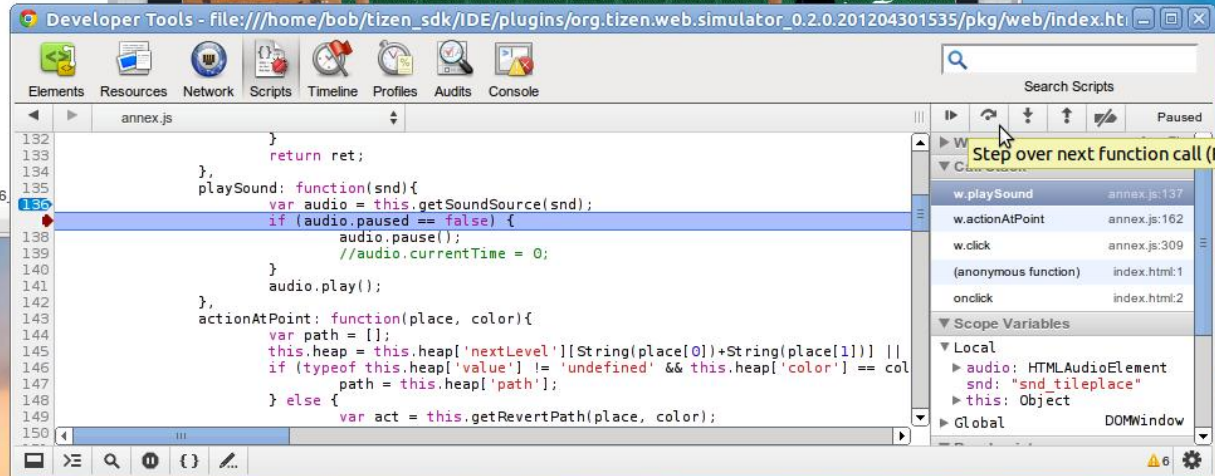 Developer Tools - file:///home/bob/tizen_sdk/IDE/plugins/org.tizen.web.simulator_0.2.0.201204301535/pkg/web/index.ht
Elements Resources Network Scripts Timeline Profiles Audits Console
Search Scripts
annex.js
Paused
Step over next function call (
132 }
133 return ret;
134 },
135 playSound: function(snd){
136 var audio = this.getSoundSource(snd);
if (audio.paused == false) {
138 audio.pause();
139 //audio.currentTime = 0;
140 }
141 audio.play();
142 },
143 actionAtPoint: function(place, color){
144 var path = [];
145 this.heap = this.heap['nextLevel'][String(place[0])+String(place[1])] ||
146 if (typeof this.heap['value'] != 'undefined' && this.heap['color'] == col
147 path = this.heap['path'];
148 } else {
149 var act = this.getRevertPath(place, color);
150
Call Stack
w.playSound annex.js:137
w.actionAtPoint annex.js:162
w.click annex.js:309
(anonymous function) index.html:1
onclick index.html:2
Scope Variables
Local
audio: HTMLAudioElement
snd: "snd_tileplace"
this: Object
Global DOMWindow
6